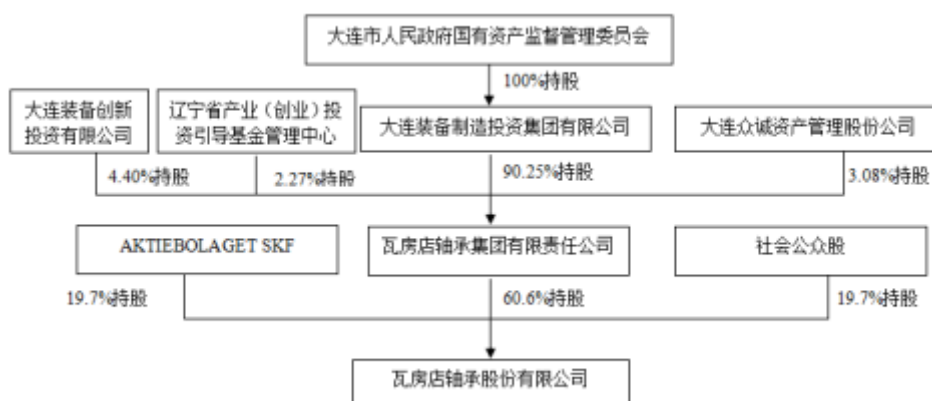 大连市人民政府国有资产监督管理委员会
100%持股
大连装备创新
投资有限公司
辽宁省产业（创业）投
资引导基金管理中心
大连装备制造投资集团有限公司
大连众诚资产管理股份公司
4.40%持股
2.27%持股
90.25%持股
3.08%持股
AKTIEBOLAGET SKF
瓦房店轴承集团有限责任公司
社会公众股
19.7%持股
60.6%持股
19.7%持股
瓦房店轴承股份有限公司